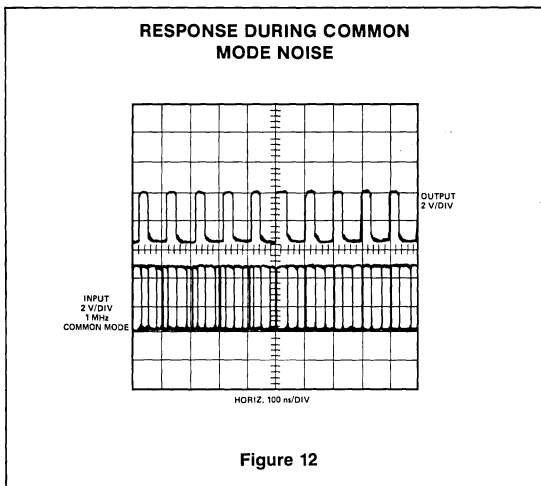 RESPONSE DURING COMMON
MODE NOISE
OUTPUT
2 V/DIV
INPUT
2 V/DIV
1 MHz
COMMON MODE
HORIZ. 100 ns/DIV
Figure 12